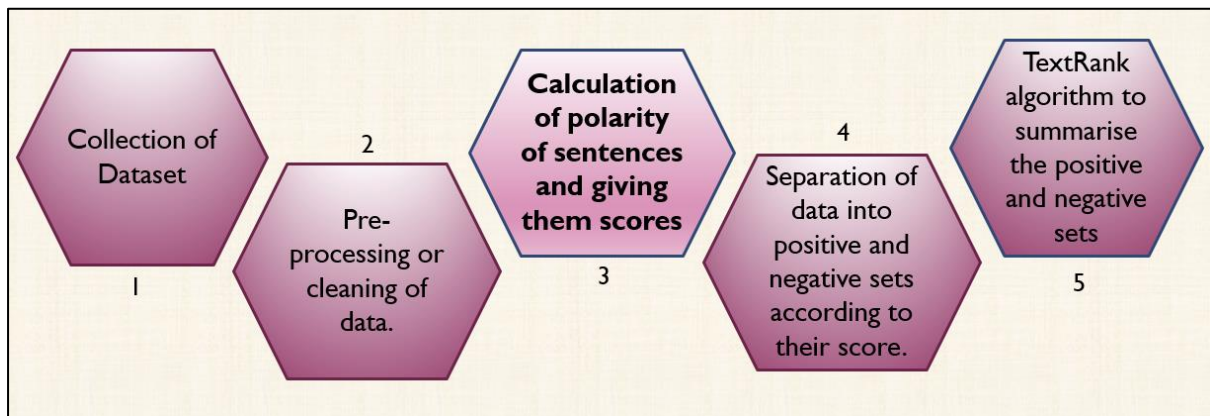 Collection of
Dataset
1
2
Pre-
processing or
cleaning of
data.
Calculation
of polarity
of sentences
and giving
them scores
3
4
Separation of
data into
positive and
negative sets
according to
their score.
TextRank
algorithm to
summarise
the positive
and negative
sets
5